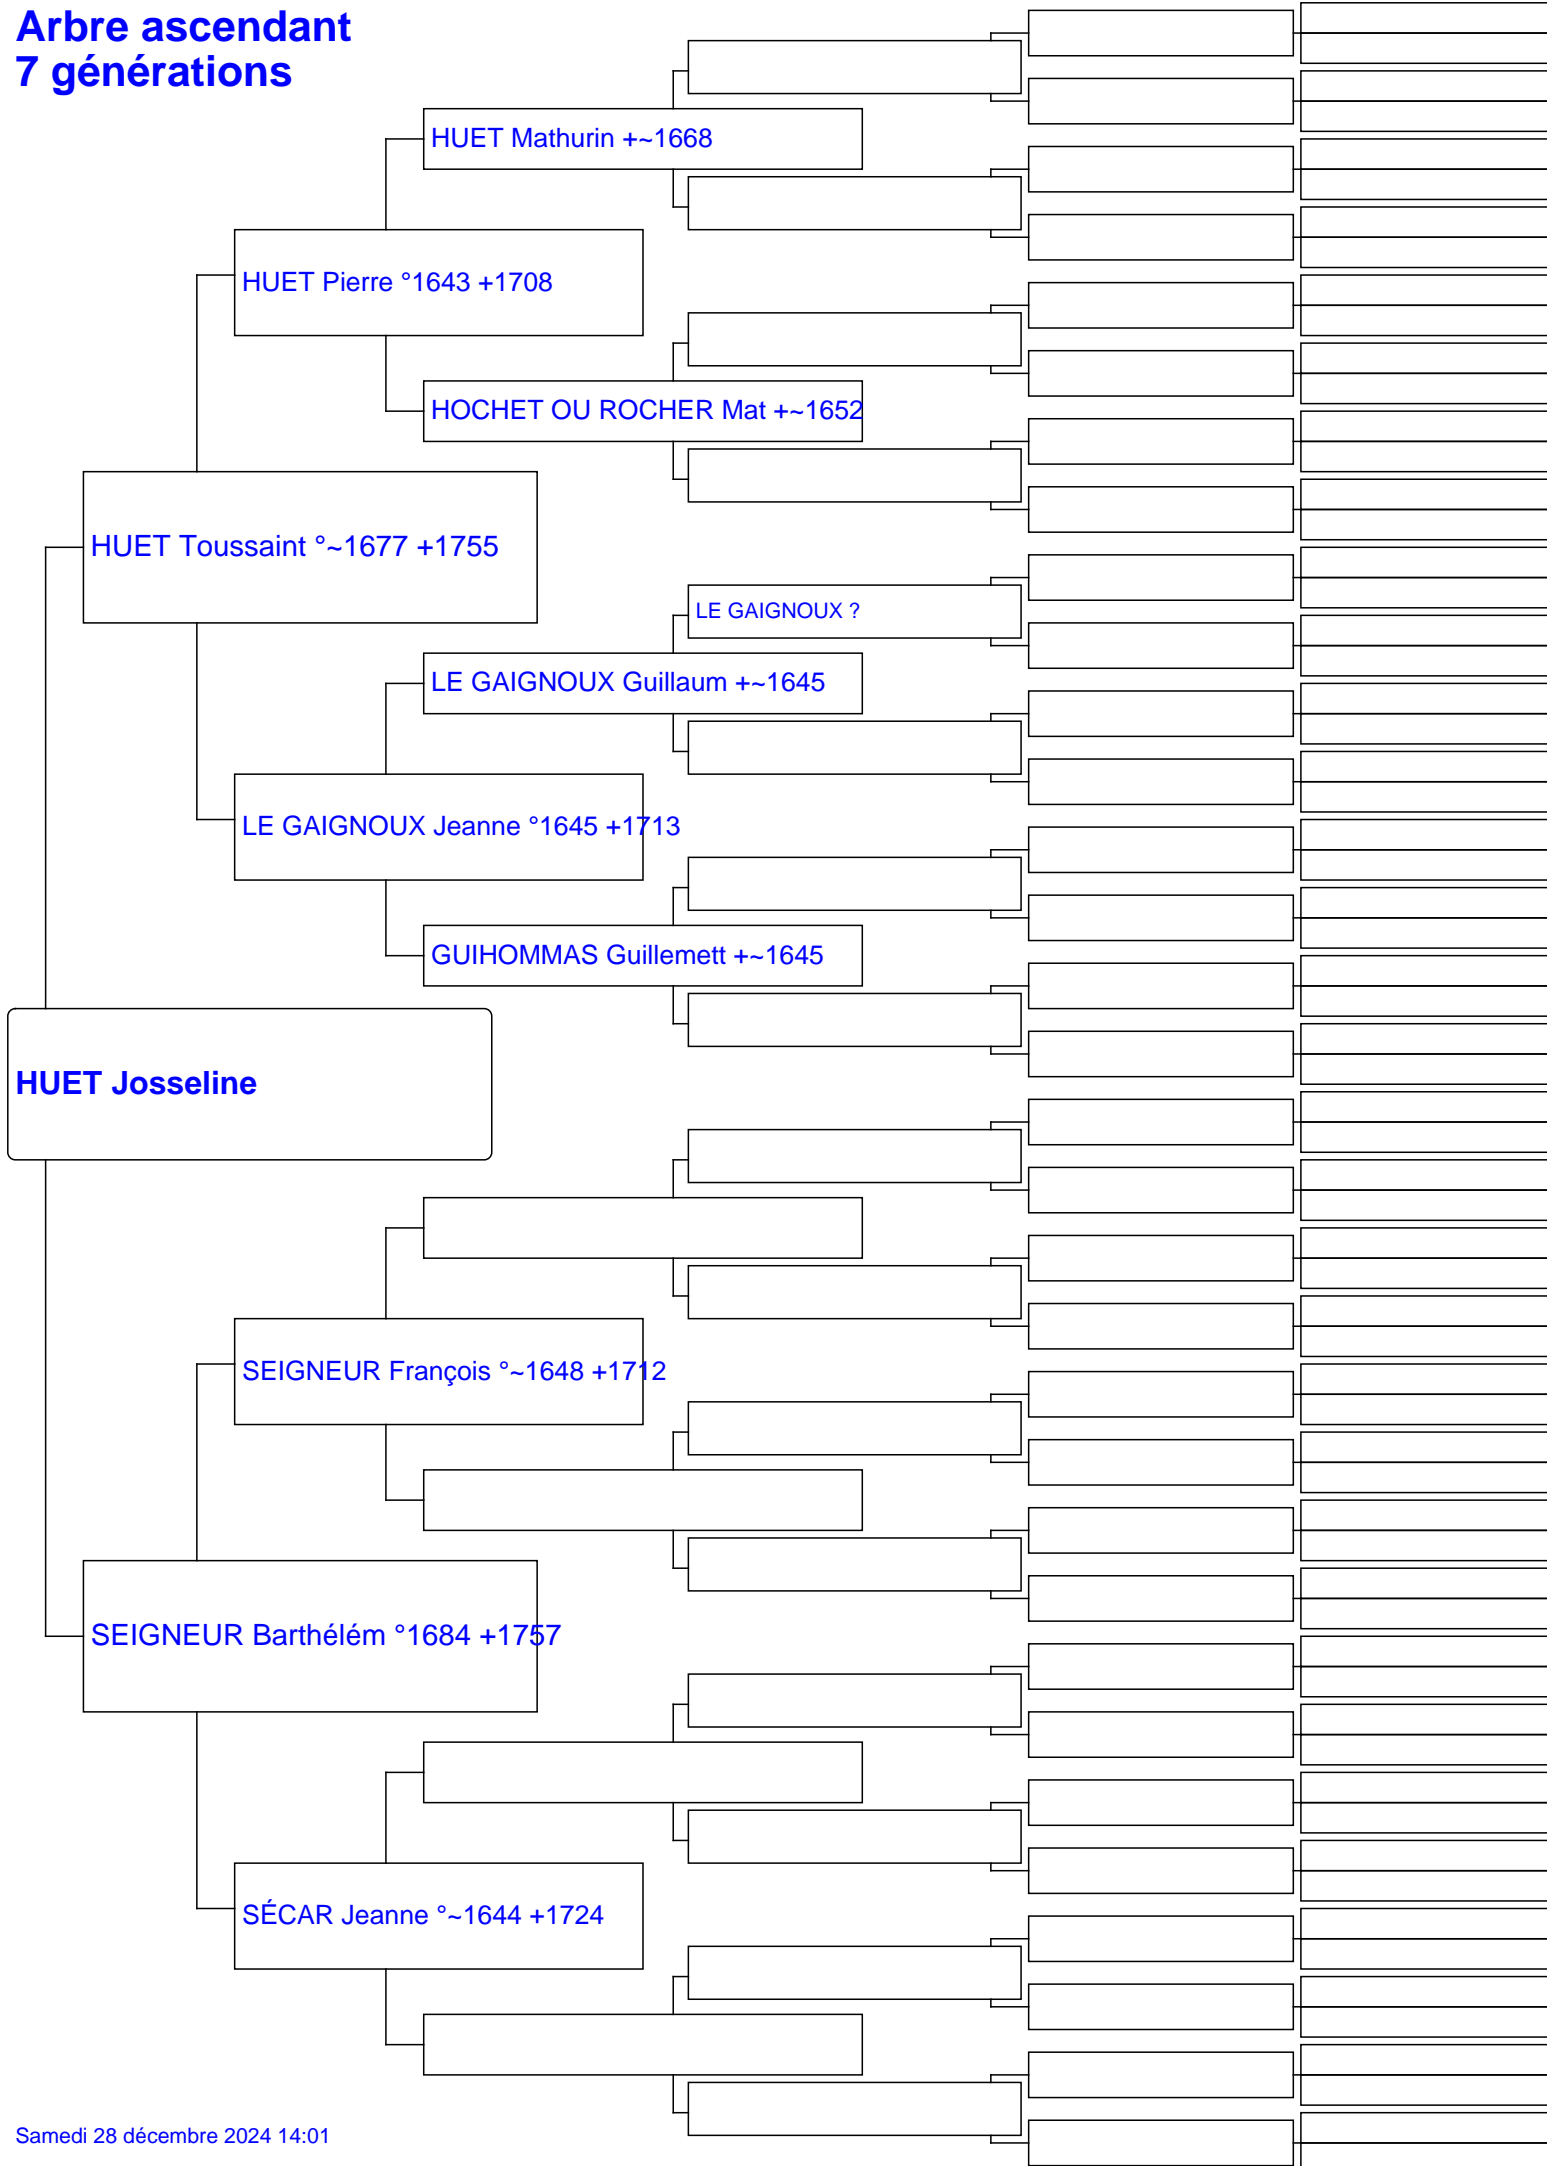 Arbre ascendant
7 générations
HUET Mathurin +~1668
HUET Pierre °1643 +1708
HOCHET OU ROCHER Mat +~1652
HUET Toussaint °~1677 +1755
LE GAIGNOUX ?
LE GAIGNOUX Guillaum +~1645
LE GAIGNOUX Jeanne °1645 +1713
GUIHOMMAS Guillemett +~1645
HUET Josseline
SEIGNEUR François °~1648 +1712
SEIGNEUR Barthélém °1684 +1757
SÉCAR Jeanne °~1644 +1724
Samedi 28 décembre 2024 14:01